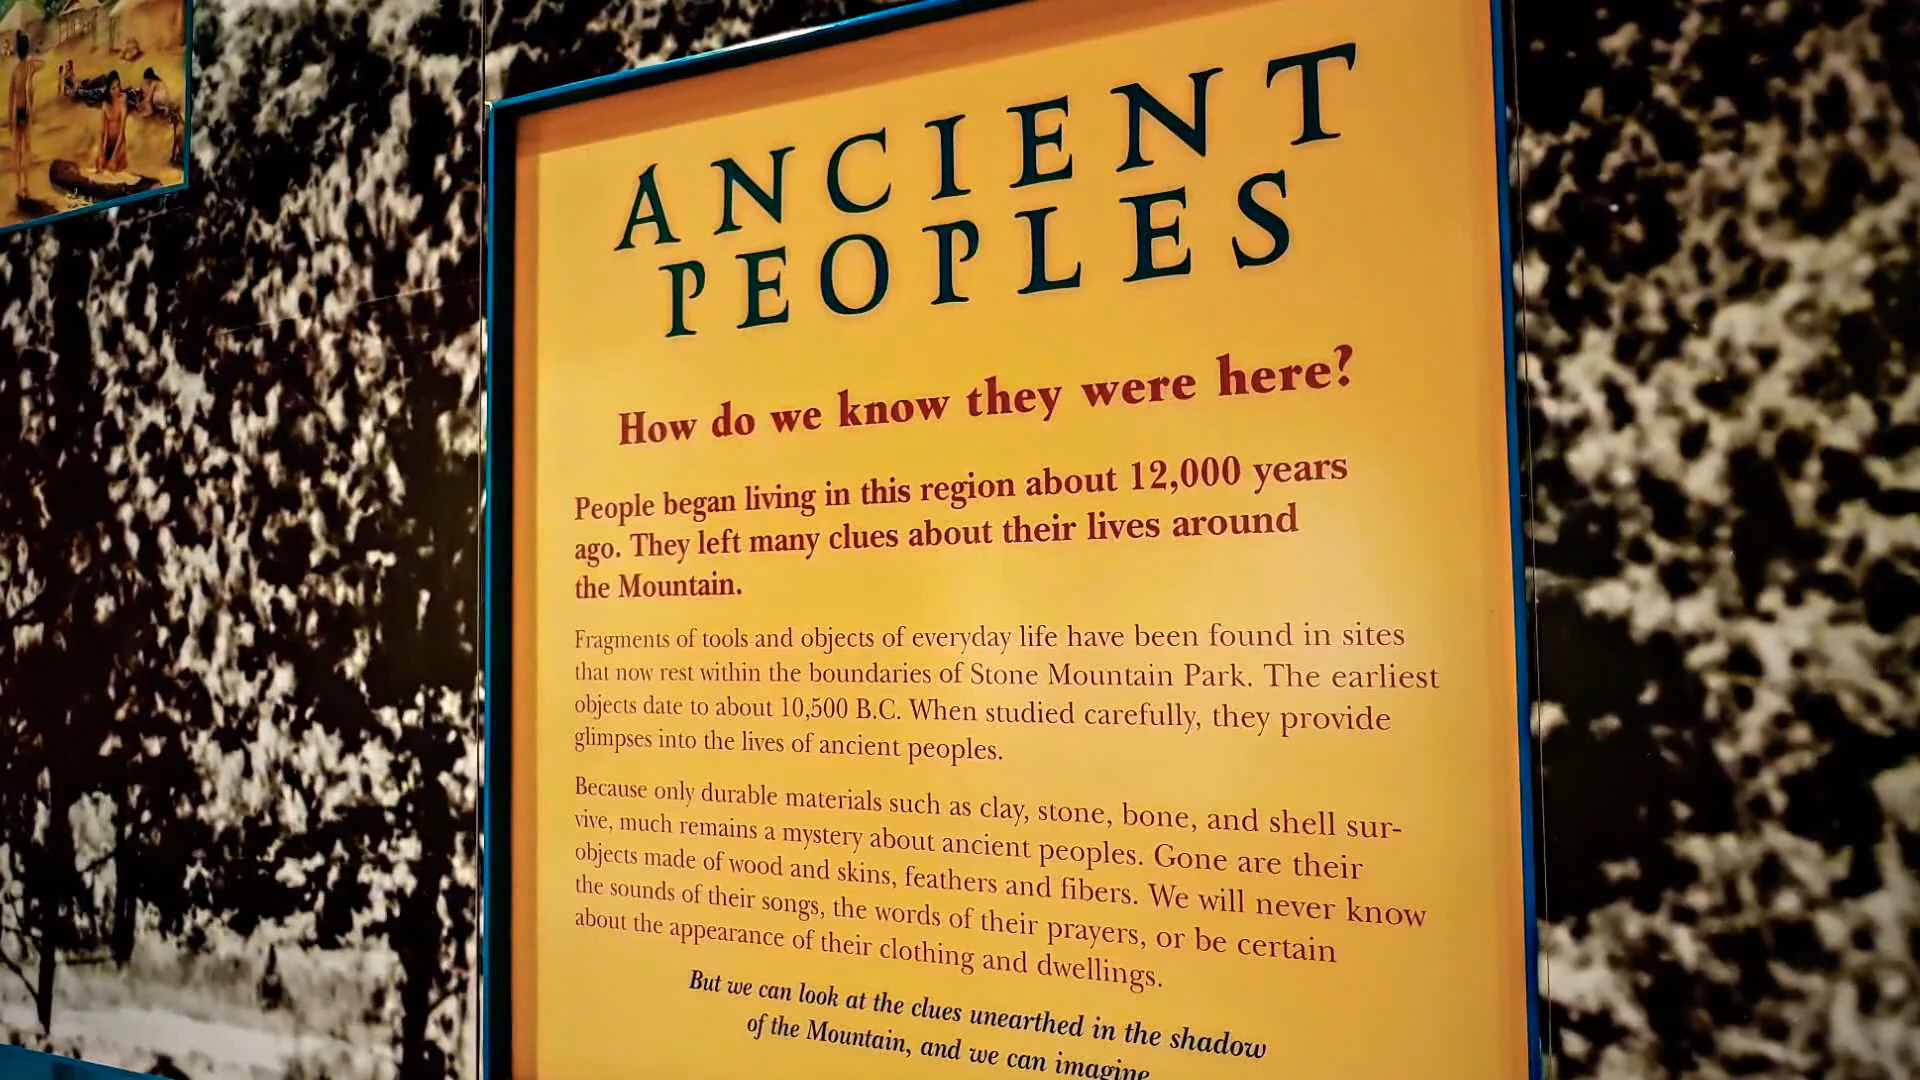 ANCIENT
PEOPLES
How do we know they were here?
People began living in this region about 12,000 years
ago. They left many clues about their lives around
the Mountain.
Fragments of tools and objects of everyday life have been found in sites
that now rest within the boundaries of Stone Mountain Park. The earliest
objects date to about 10,500 B.C. When studied carefully, they provide
glimpses into the lives of ancient peoples.
Because only durable materials such as clay, stone, bone, and shell sur-
vive, much remains a mystery about ancient peoples. Gone are their
objects made of wood and skins, feathers and fibers. We will never know
the sounds of their songs, the words of their prayers, or be certain
about the appearance of their clothing and dwellings.
But we can look at the clues unearthed in the shadow
of the Mountain, and we can imagine